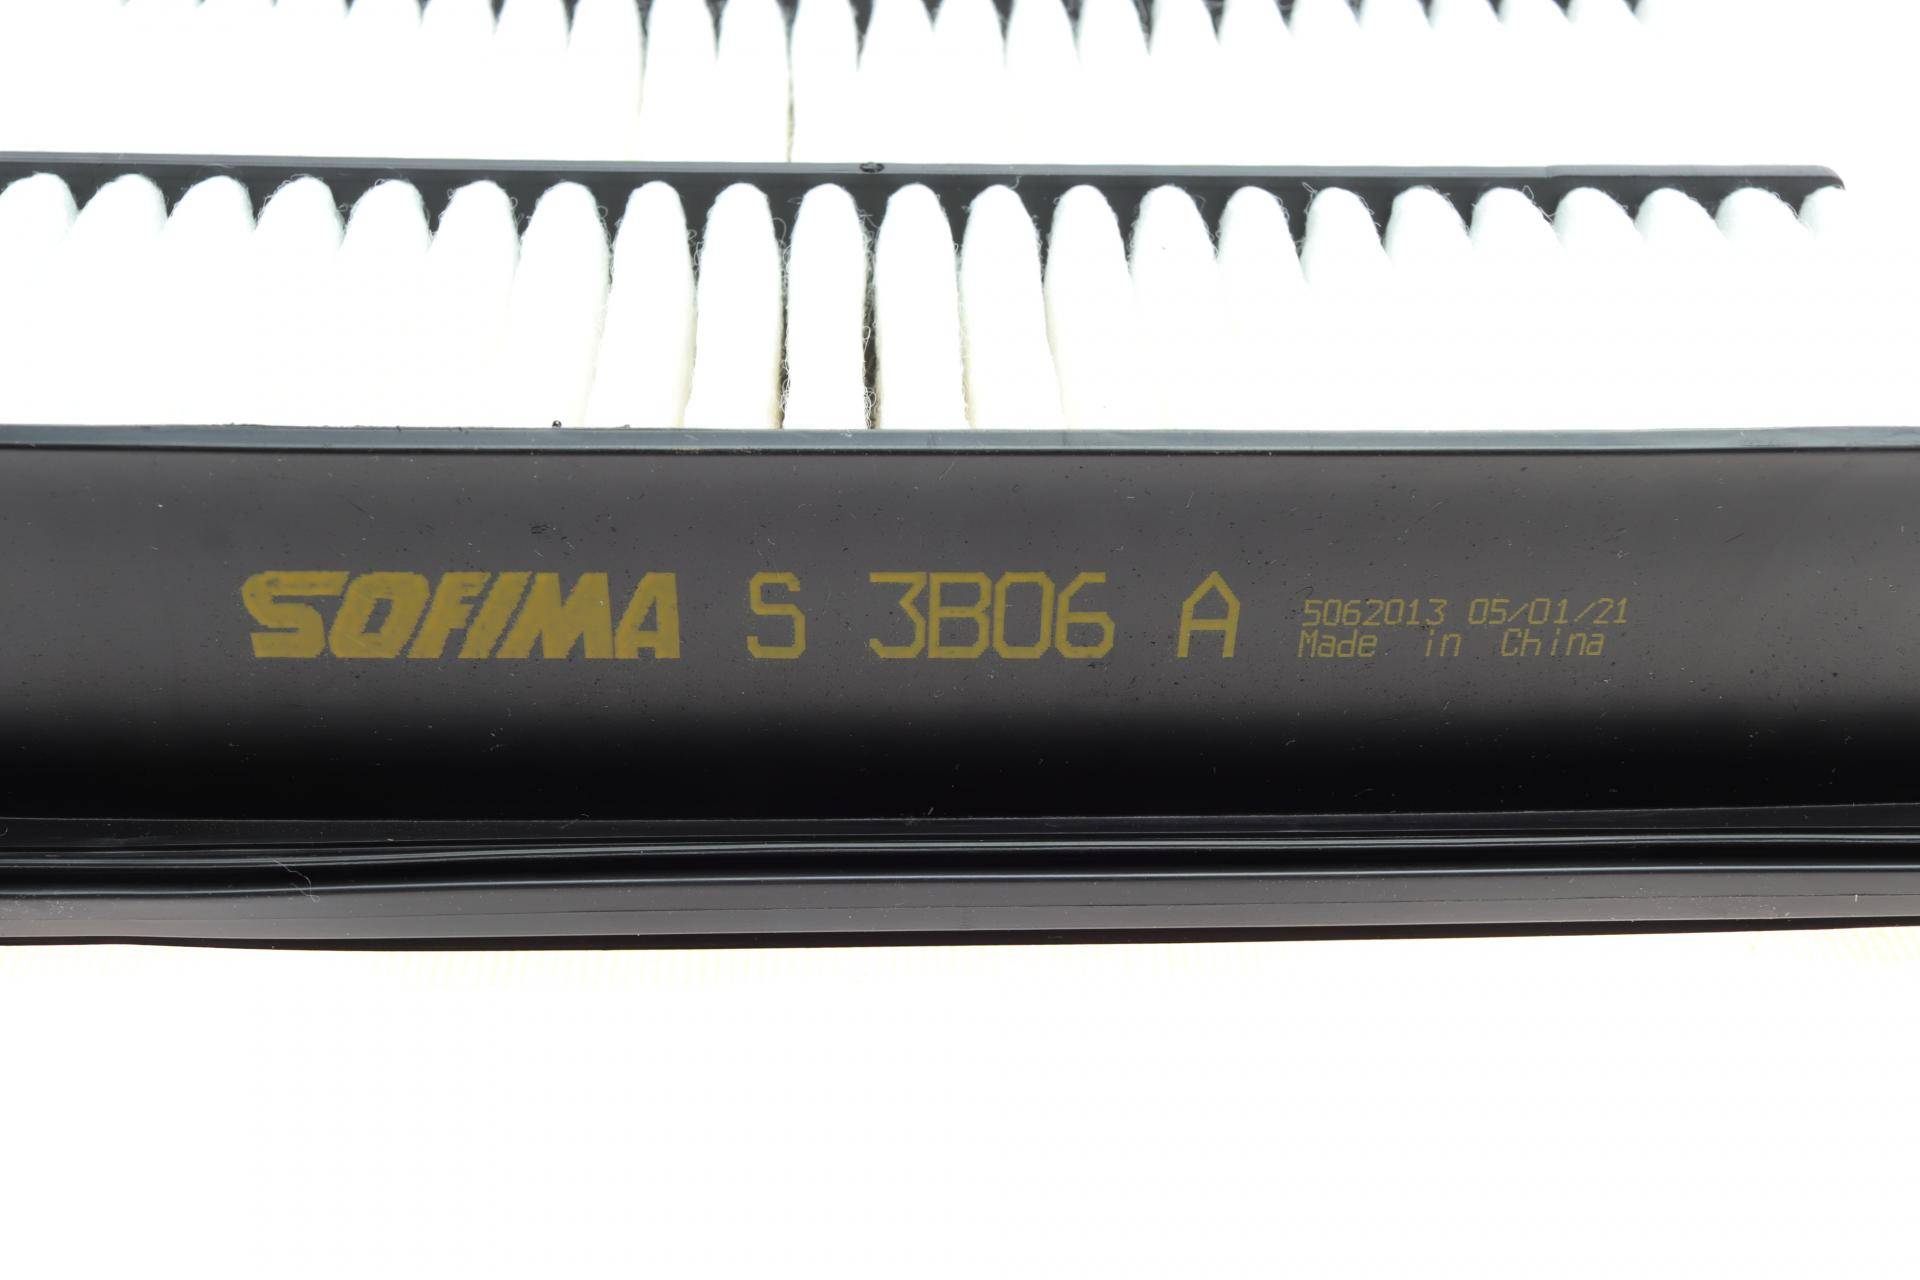 SOFIMA S 3B06 A
5062013 05/01/21
Made in China